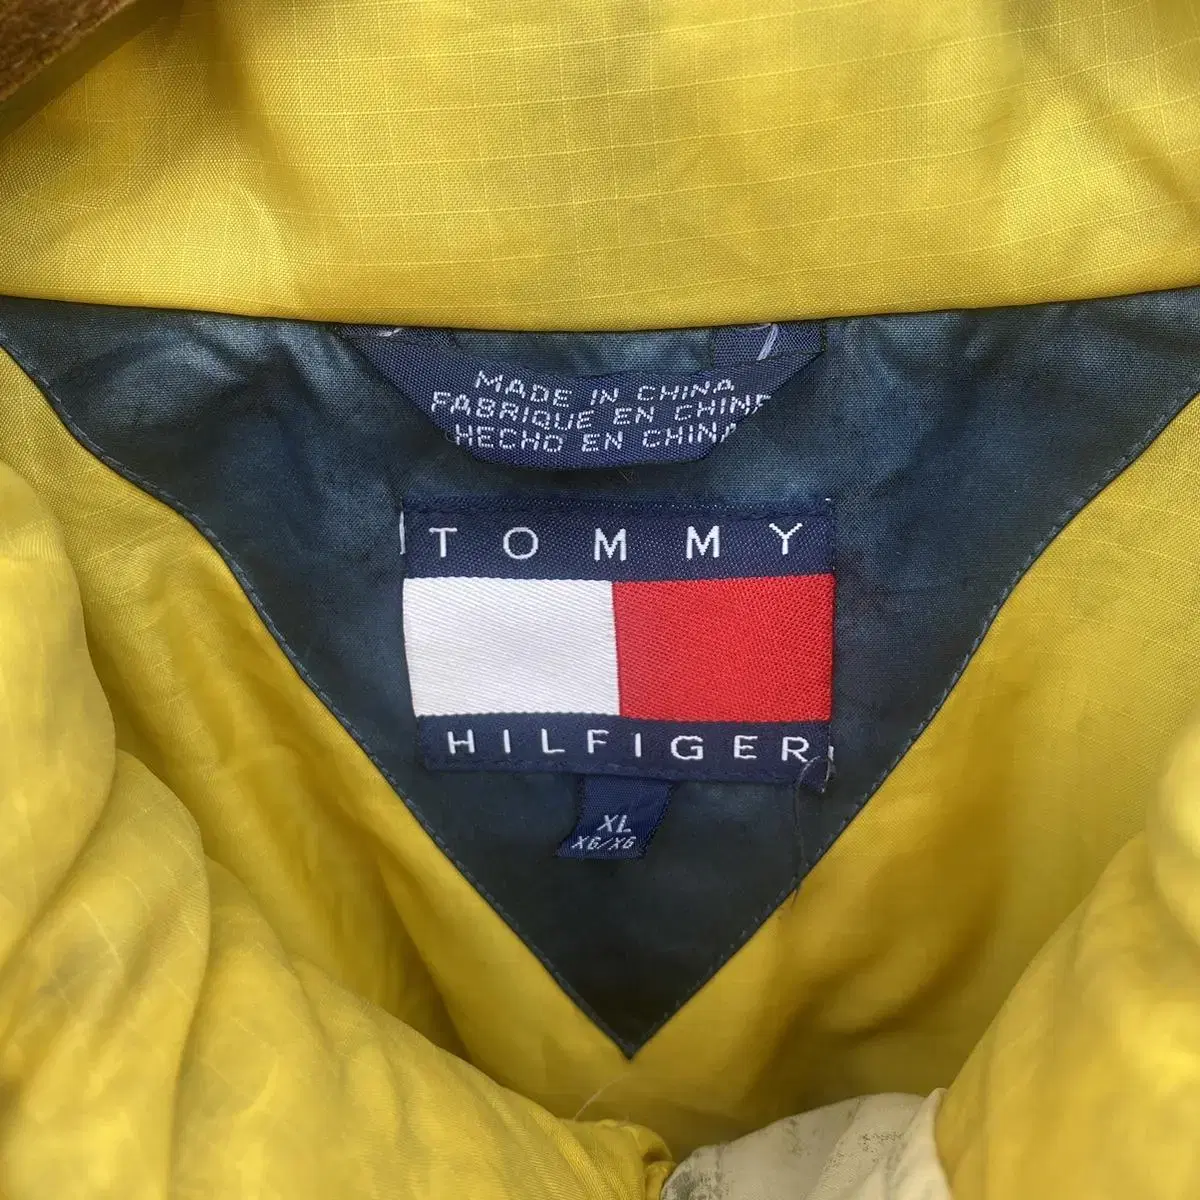 MADE IN CHINA
FABRIQUE EN CHINE
HECHO EN CHINA
TOMMY
HILFIGER
XL
XG/XG